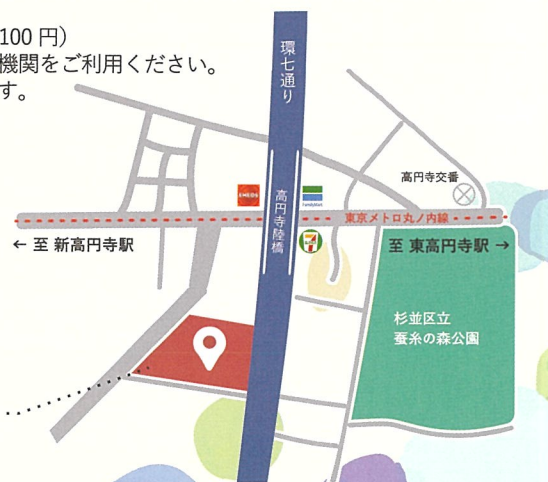 100 円）
機関をご利用ください。
す。
環七通り
高円寺交番
ENEOS
FamilyMart
高円寺陸橋
東京メトロ丸ノ内線
← 至 新高円寺駅
至 東高円寺駅 →
杉並区立
蚕糸の森公園